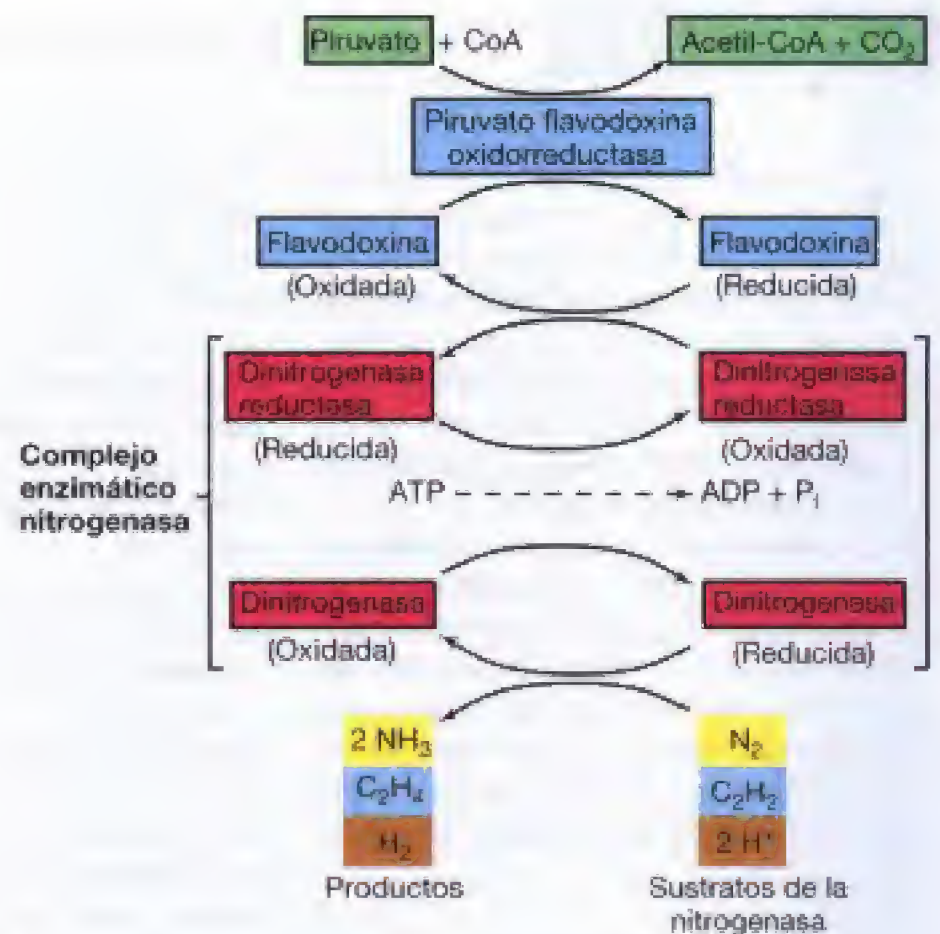 Piruvato + CoA
Acetil-CoA + CO₂
Piruvato flavodoxina
oxidorreductasa
Flavodoxina
(Oxidada)
Flavodoxina
(Reducida)
Dinitrogenasa
reductasa
(Reducida)
Dinitrogenasa
reductasa
(Oxidada)
Complejo
enzimático
nitrogenasa
ATP
ADP + Pᵢ
Dinitrogenasa
(Oxidada)
Dinitrogenasa
(Reducida)
2 NH₃
C₂H₄
H₂
Productos
N₂
C₂H₂
2 H⁺
Sustratos de la
nitrogenasa